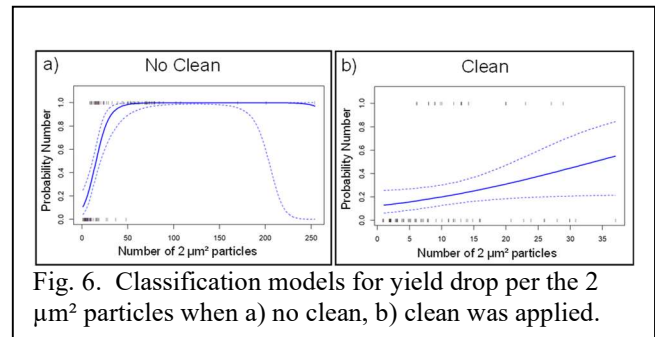 a) No Clean
Probability Number
0.0 0.2 0.4 0.6 0.8 1.0
0 50 100 150 200 250
Number of 2 µm² particles
b) Clean
Probability Number
0.0 0.2 0.4 0.6 0.8 1.0
0 5 10 15 20 25 30 35
Number of 2 µm² particles
Fig. 6. Classification models for yield drop per the 2
µm² particles when a) no clean, b) clean was applied.